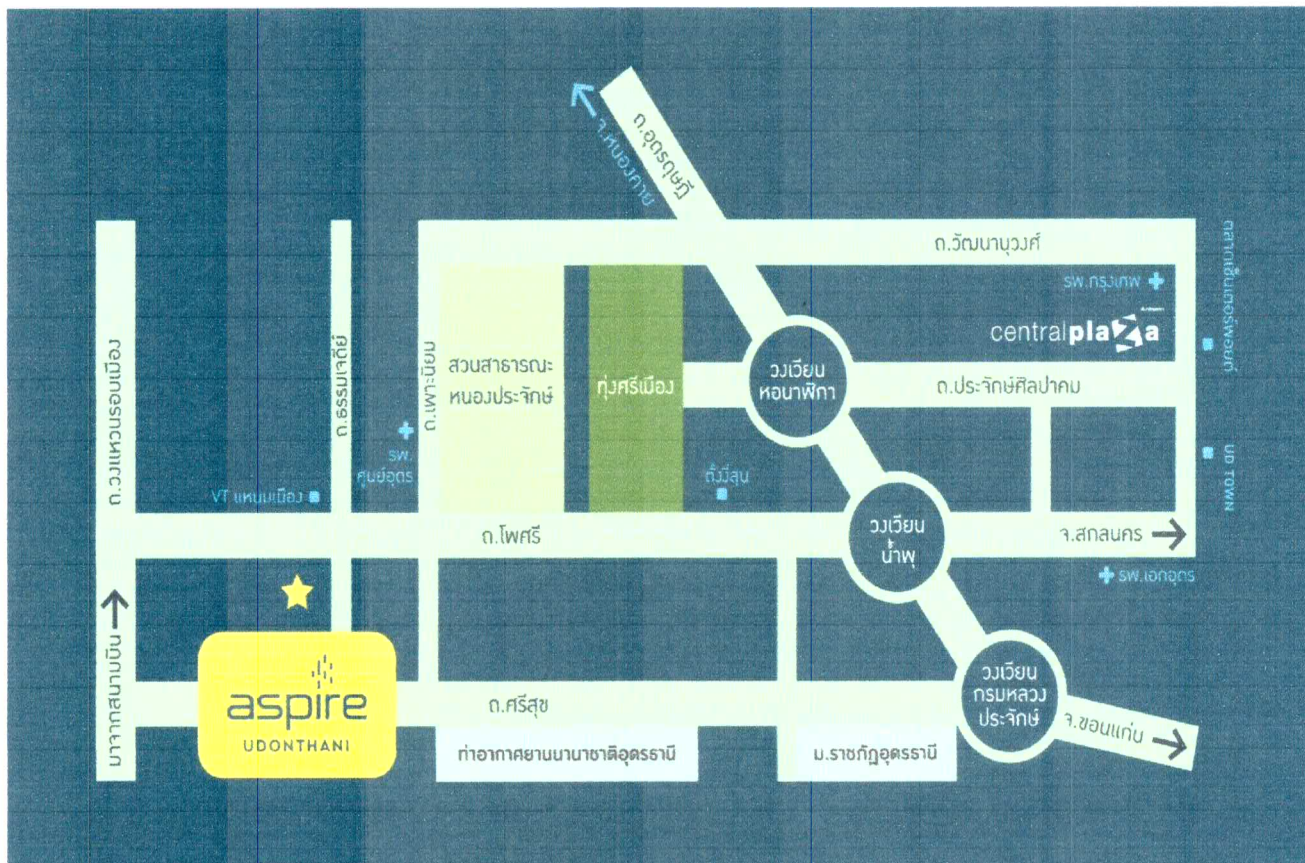 ถ.อุดรดุษฎี
จ.หนองคาย
ถ.วัฒนานุวงศ์
รพ.กรุงเทพ
centralplaza
ตลาดเซ็นเตอร์พอยท์
UD TOWN
ถ.วงแหวนรอบเมือง
ถ.ธรรมเจดีย์
ถ.เพาะนิยม
สวนสาธารณะ
หนองประจักษ์
ทุ่งศรีเมือง
วงเวียน
หอนาฬิกา
ถ.ประจักษ์ศิลปาคม
รพ.
ศูนย์อุดร
VT แหนมเนือง
ตั้งงี่สุน
ถ.โพศรี
วงเวียน
น้ำพุ
จ.สกลนคร
รพ.เอกอุดร
มาจากสนามบิน
aspire
UDONTHANI
ถ.ศรีสุข
วงเวียน
กรมหลวง
ประจักษ์
จ.ขอนแก่น
ท่าอากาศยานนานาชาติอุดรธานี
ม.ราชภัฏอุดรธานี